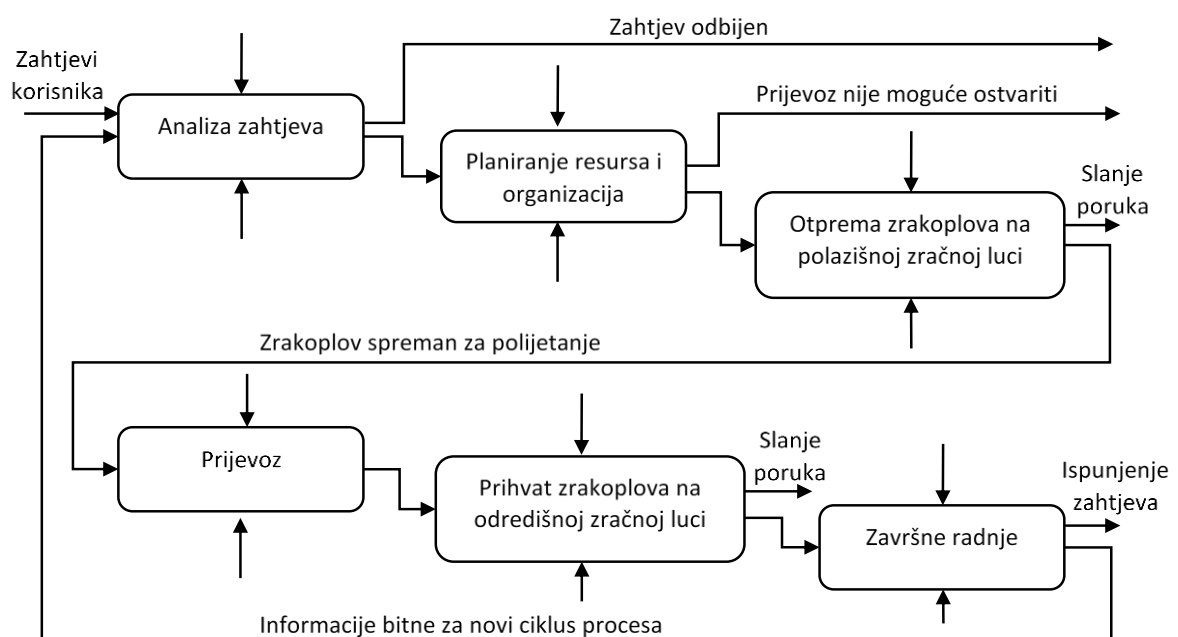 Zahtjev odbijen
Zahtjevi
korisnika
Analiza zahtjeva
Prijevoz nije moguće ostvariti
Planiranje resursa i
organizacija
Slanje
poruka
Otprema zrakoplova na
polazišnoj zračnoj luci
Zrakoplov spreman za polijetanje
Prijevoz
Prihvat zrakoplova na
odredišnoj zračnoj luci
Slanje
poruka
Završne radnje
Ispunjenje
zahtjeva
Informacije bitne za novi ciklus procesa